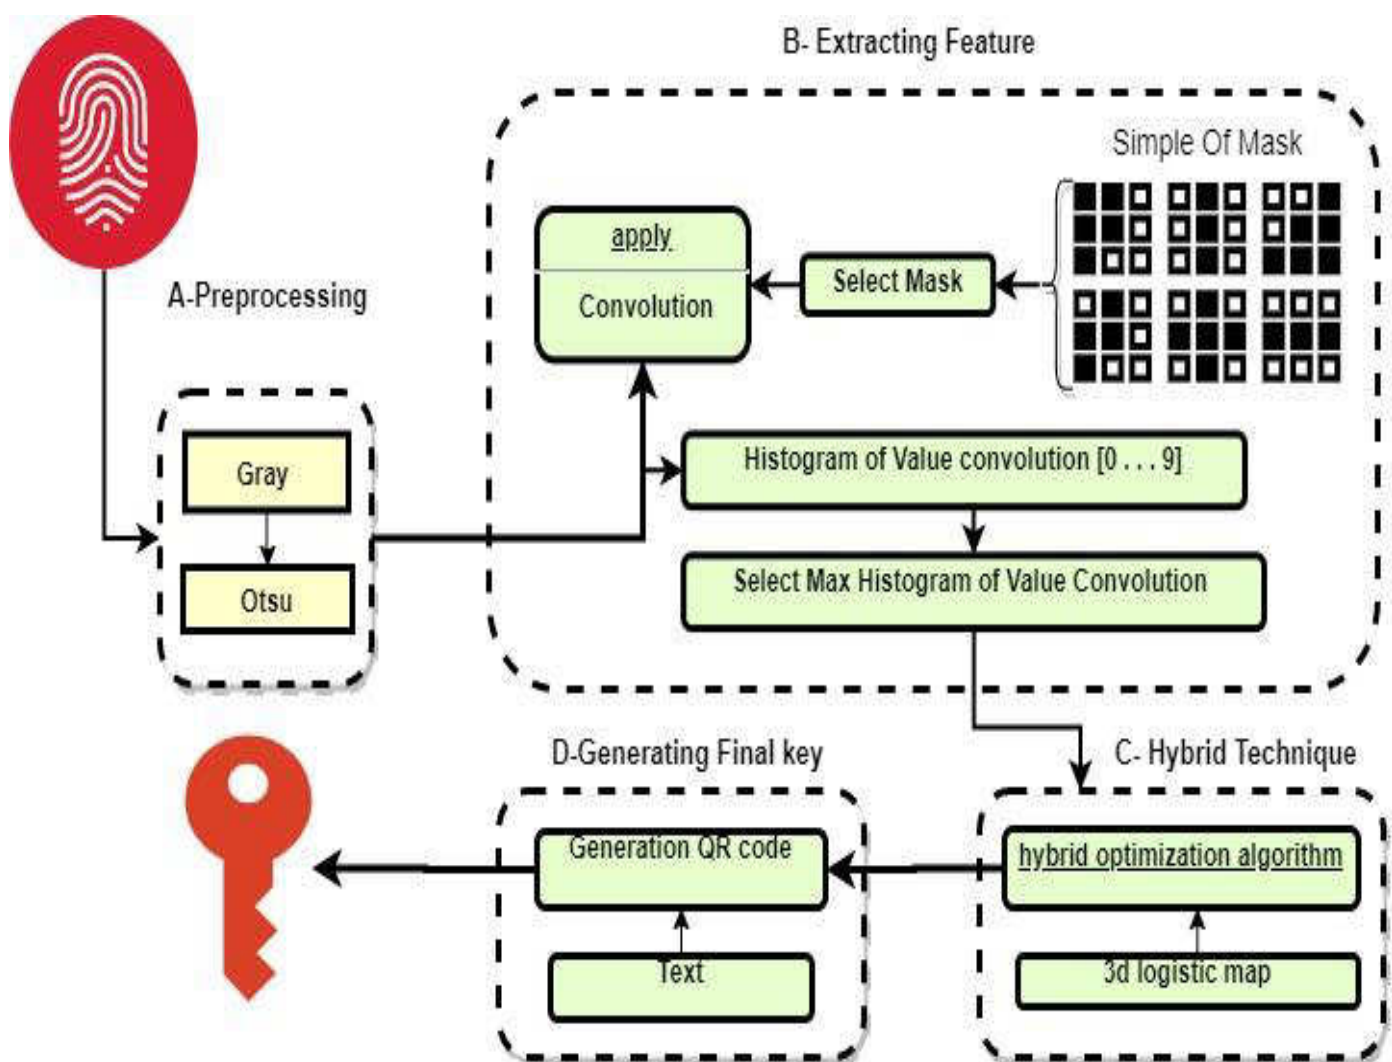 B- Extracting Feature
Simple Of Mask
apply
Convolution
Select Mask
A-Preprocessing
Gray
Otsu
Histogram of Value convolution [0 . . . 9]
Select Max Histogram of Value Convolution
D-Generating Final key
C- Hybrid Technique
Generation QR code
hybrid optimization algorithm
Text
3d logistic map